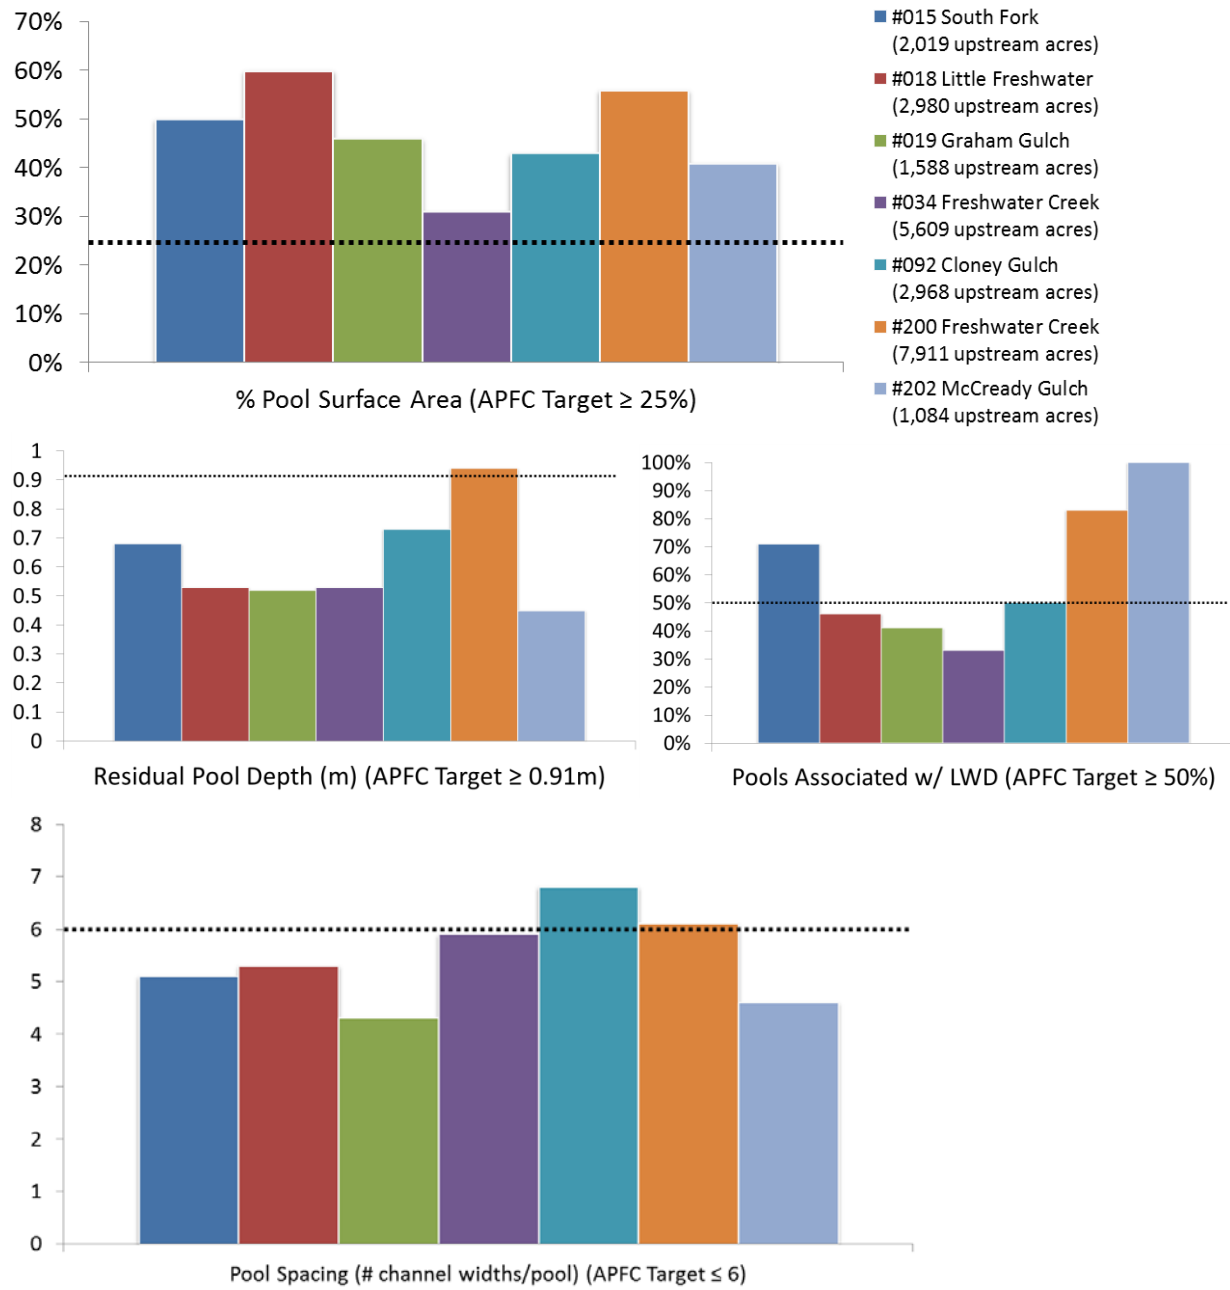 70%
60%
50%
40%
30%
20%
10%
0%
% Pool Surface Area (APFC Target ≥ 25%)
#015 South Fork
(2,019 upstream acres)
#018 Little Freshwater
(2,980 upstream acres)
#019 Graham Gulch
(1,588 upstream acres)
#034 Freshwater Creek
(5,609 upstream acres)
#092 Cloney Gulch
(2,968 upstream acres)
#200 Freshwater Creek
(7,911 upstream acres)
#202 McCready Gulch
(1,084 upstream acres)
1
0.9
0.8
0.7
0.6
0.5
0.4
0.3
0.2
0.1
0
Residual Pool Depth (m) (APFC Target ≥ 0.91m)
100%
90%
80%
70%
60%
50%
40%
30%
20%
10%
0%
Pools Associated w/ LWD (APFC Target ≥ 50%)
8
7
6
5
4
3
2
1
0
Pool Spacing (# channel widths/pool) (APFC Target ≤ 6)